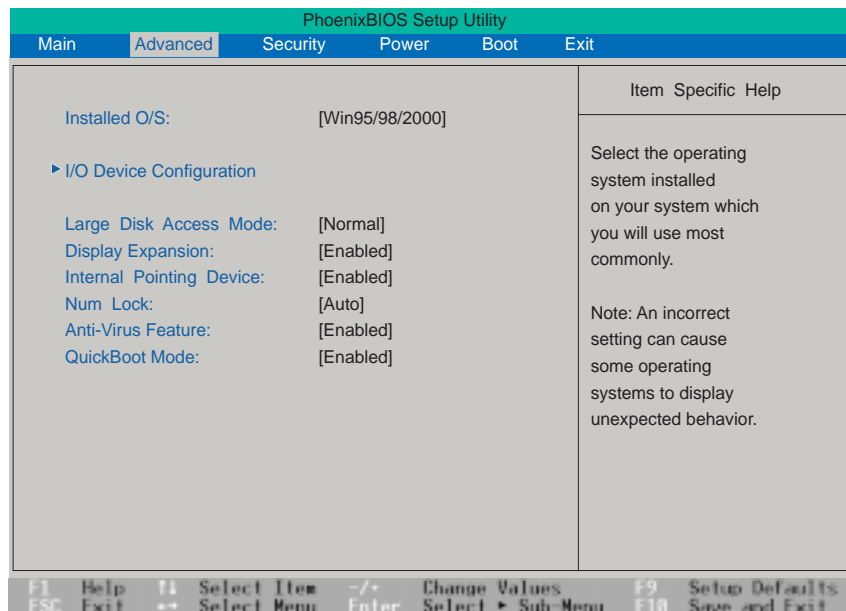 PhoenixBIOS Setup Utility
Main Advanced Security Power Boot Exit
Item Specific Help
Installed O/S: [Win95/98/2000]
I/O Device Configuration
Large Disk Access Mode: [Normal]
Display Expansion: [Enabled]
Internal Pointing Device: [Enabled]
Num Lock: [Auto]
Anti-Virus Feature: [Enabled]
QuickBoot Mode: [Enabled]
Select the operating
system installed
on your system which
you will use most
commonly.
Note: An incorrect
setting can cause
some operating
systems to display
unexpected behavior.
F1 Help ↑↓ Select Item -/+ Change Values F9 Setup Defaults
ESC Exit ←→ Select Menu Enter Select ► Sub-Menu F10 Save and Exit